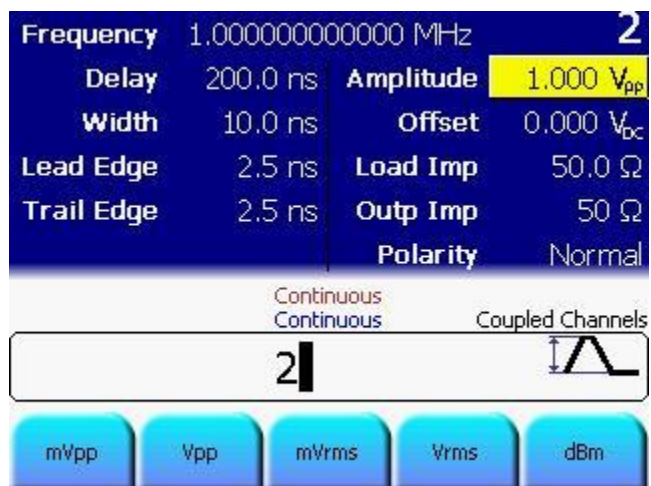 Frequency 1.000000000000 MHz 2
Delay 200.0 ns Amplitude 1.000 Vpp
Width 10.0 ns Offset 0.000 VDC
Lead Edge 2.5 ns Load Imp 50.0 Ω
Trail Edge 2.5 ns Outp Imp 50 Ω
Polarity Normal
Continuous
Continuous Coupled Channels
2
mVpp Vpp mVrms Vrms dBm